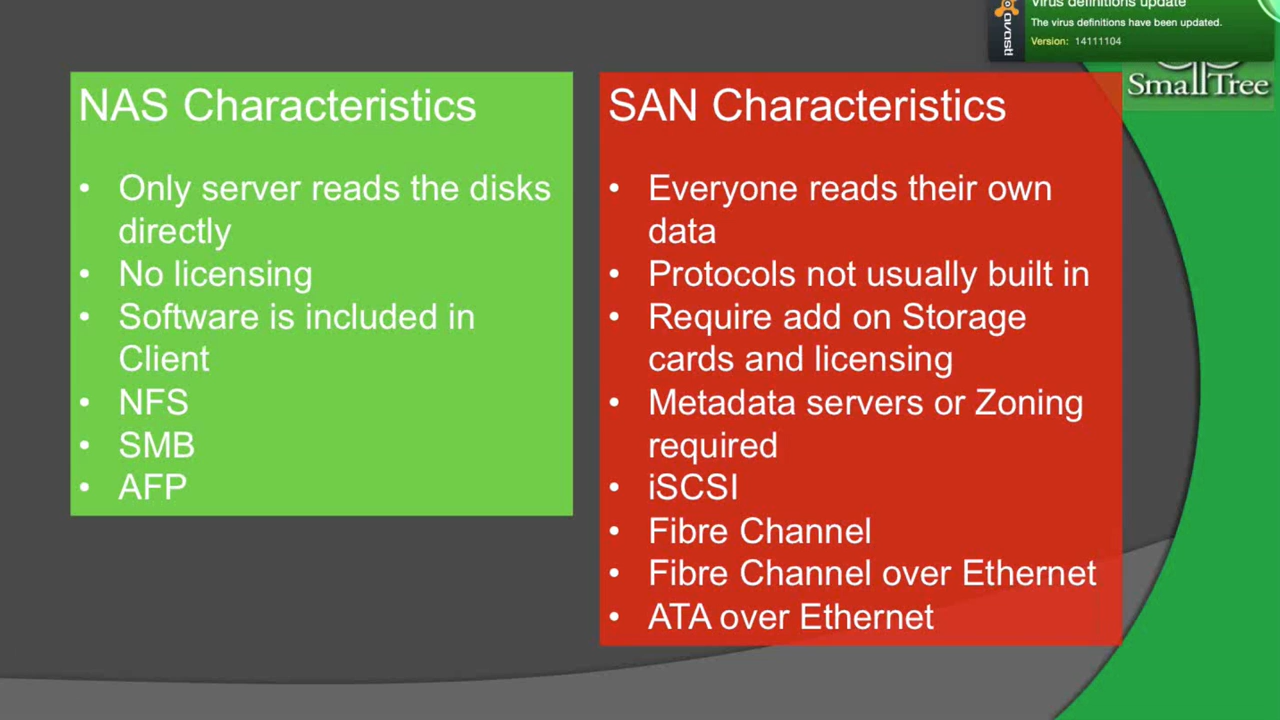 Virus definitions update
The virus definitions have been updated.
Version: 14111104
avast!
SmallTree
NAS Characteristics
• Only server reads the disks
directly
• No licensing
• Software is included in
Client
• NFS
• SMB
• AFP
SAN Characteristics
• Everyone reads their own
data
• Protocols not usually built in
• Require add on Storage
cards and licensing
• Metadata servers or Zoning
required
• iSCSI
• Fibre Channel
• Fibre Channel over Ethernet
• ATA over Ethernet